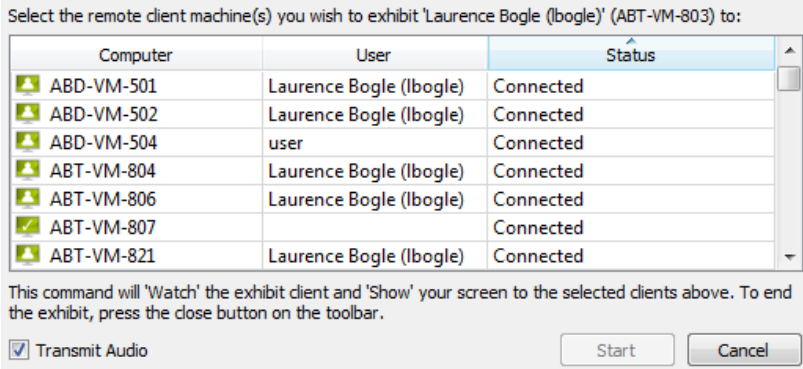 Select the remote client machine(s) you wish to exhibit 'Laurence Bogle (lbogle)' (ABT-VM-803) to:
Computer User Status
ABD-VM-501 Laurence Bogle (lbogle) Connected
ABD-VM-502 Laurence Bogle (lbogle) Connected
ABD-VM-504 user Connected
ABT-VM-804 Laurence Bogle (lbogle) Connected
ABT-VM-806 Laurence Bogle (lbogle) Connected
ABT-VM-807 Connected
ABT-VM-821 Laurence Bogle (lbogle) Connected
This command will 'Watch' the exhibit client and 'Show' your screen to the selected clients above. To end
the exhibit, press the close button on the toolbar.
Transmit Audio Start Cancel